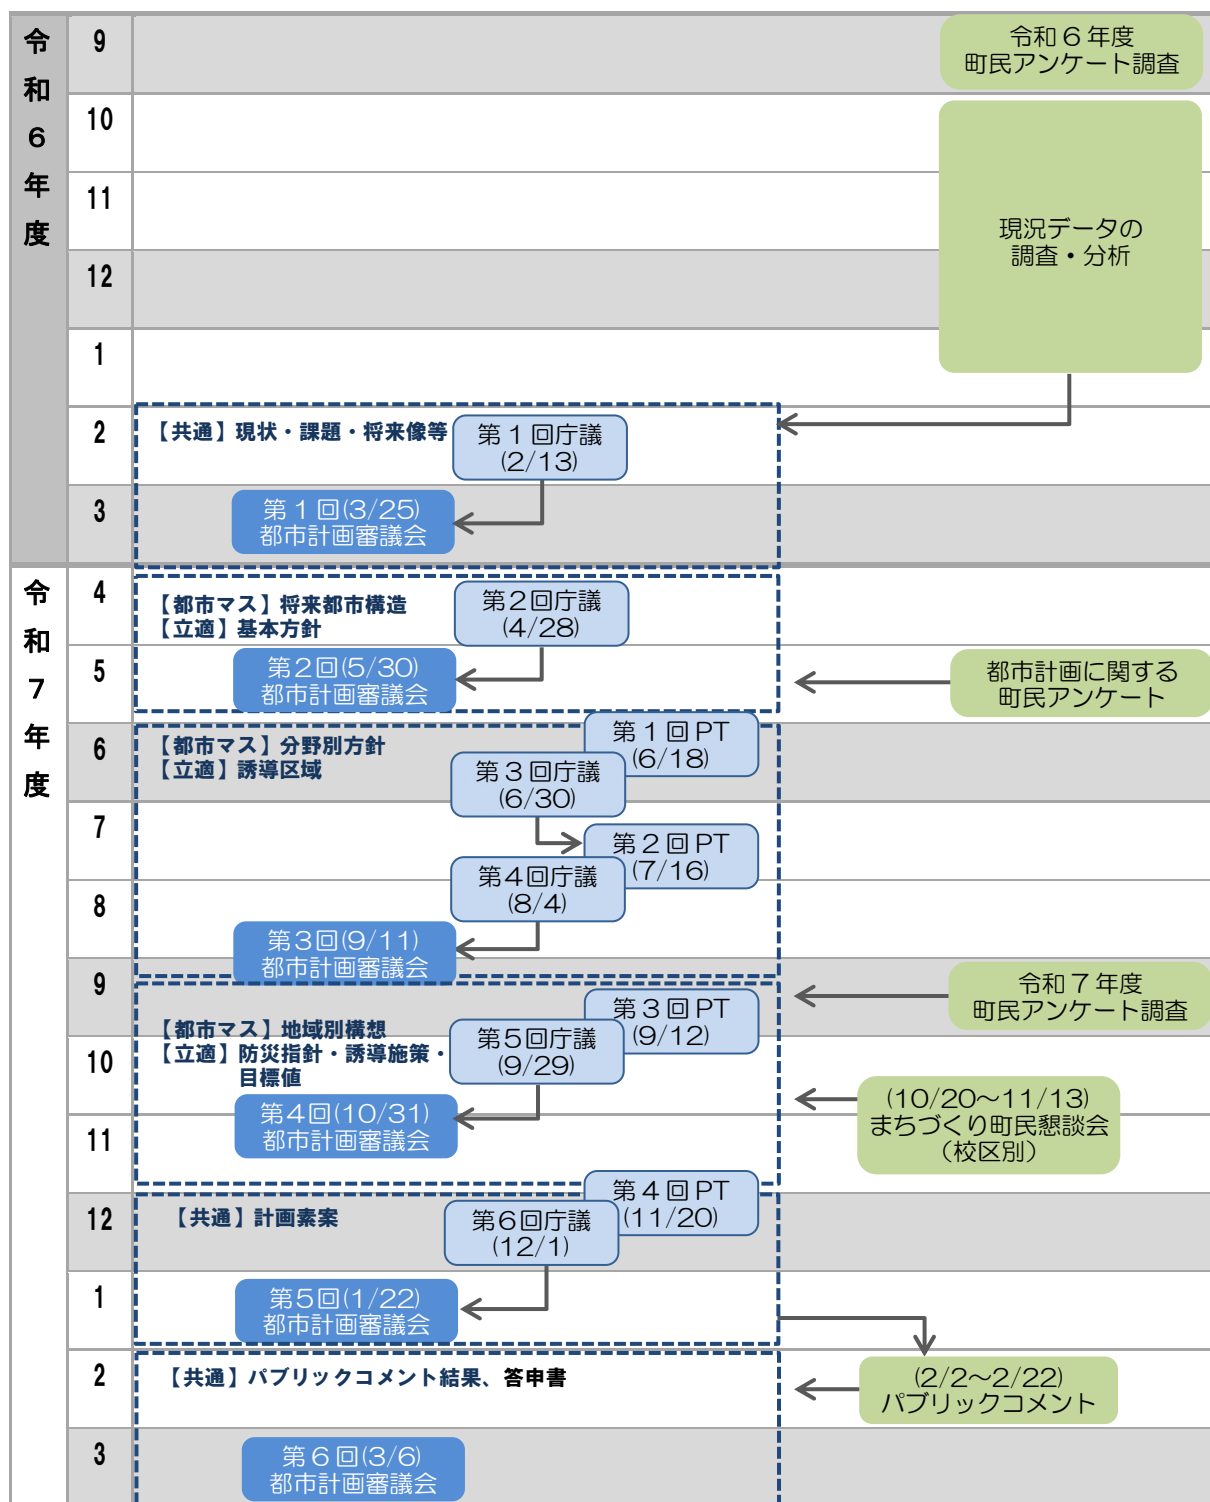 令和6年度
9
令和6年度
町民アンケート調査
10
11
12
1
現況データの
調査・分析
2
【共通】現状・課題・将来像等
第1回庁議
(2/13)
3
第1回(3/25)
都市計画審議会
令和7年度
4
【都市マス】将来都市構造
【立適】基本方針
第2回庁議
(4/28)
5
第2回(5/30)
都市計画審議会
都市計画に関する
町民アンケート
6
【都市マス】分野別方針
【立適】誘導区域
第1回PT
(6/18)
第3回庁議
(6/30)
7
第2回PT
(7/16)
8
第4回庁議
(8/4)
第3回(9/11)
都市計画審議会
9
令和7年度
町民アンケート調査
第3回PT
(9/12)
【都市マス】地域別構想
【立適】防災指針・誘導施策・
目標値
第5回庁議
(9/29)
10
第4回(10/31)
都市計画審議会
(10/20~11/13)
まちづくり町民懇談会
(校区別)
11
第4回PT
(11/20)
12
【共通】計画素案
第6回庁議
(12/1)
1
第5回(1/22)
都市計画審議会
2
【共通】パブリックコメント結果、答申書
(2/2~2/22)
パブリックコメント
3
第6回(3/6)
都市計画審議会